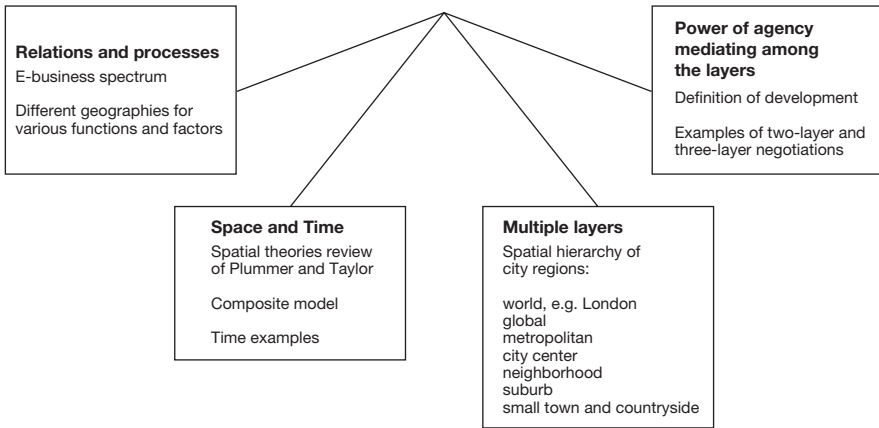 Relations and processes
E-business spectrum
Different geographies for
various functions and factors
Power of agency
mediating among
the layers
Definition of development
Examples of two-layer and
three-layer negotiations
Space and Time
Spatial theories review
of Plummer and Taylor
Composite model
Time examples
Multiple layers
Spatial hierarchy of
city regions:
world, e.g. London
global
metropolitan
city center
neighborhood
suburb
small town and countryside